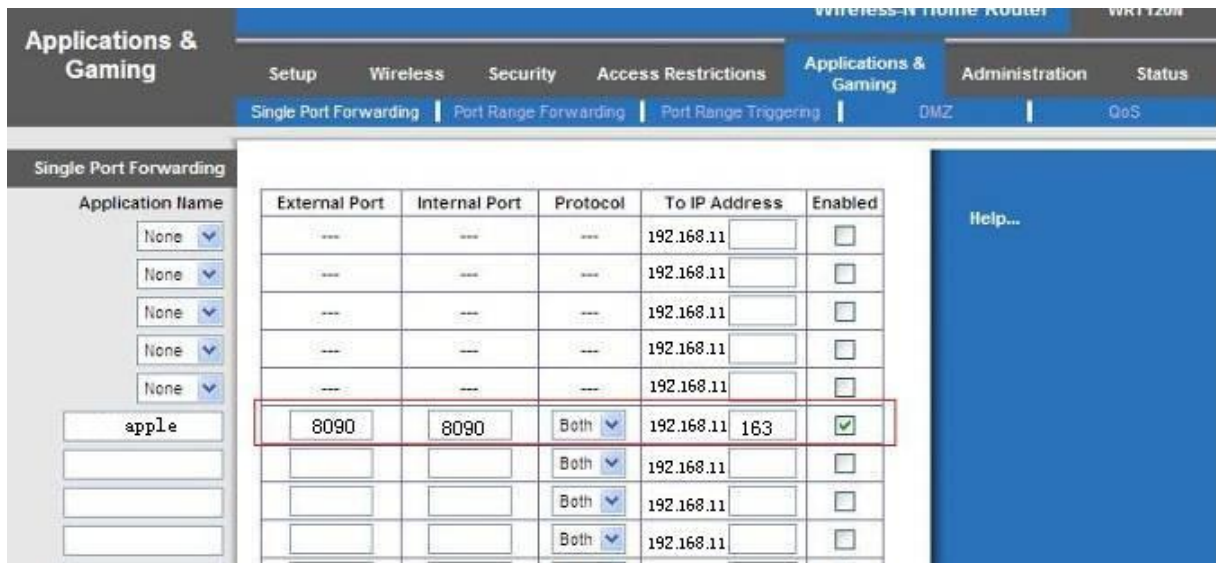 Wireless-N Home Router WRT120N
Applications & Gaming
Setup Wireless Security Access Restrictions Applications & Gaming Administration Status
Single Port Forwarding Port Range Forwarding Port Range Triggering DMZ QoS
Single Port Forwarding
Application Name External Port Internal Port Protocol To IP Address Enabled
Help...
None --- --- --- 192.168.11
None --- --- --- 192.168.11
None --- --- --- 192.168.11
None --- --- --- 192.168.11
None --- --- --- 192.168.11
apple 8090 8090 Both 192.168.11 163
Both 192.168.11
Both 192.168.11
Both 192.168.11